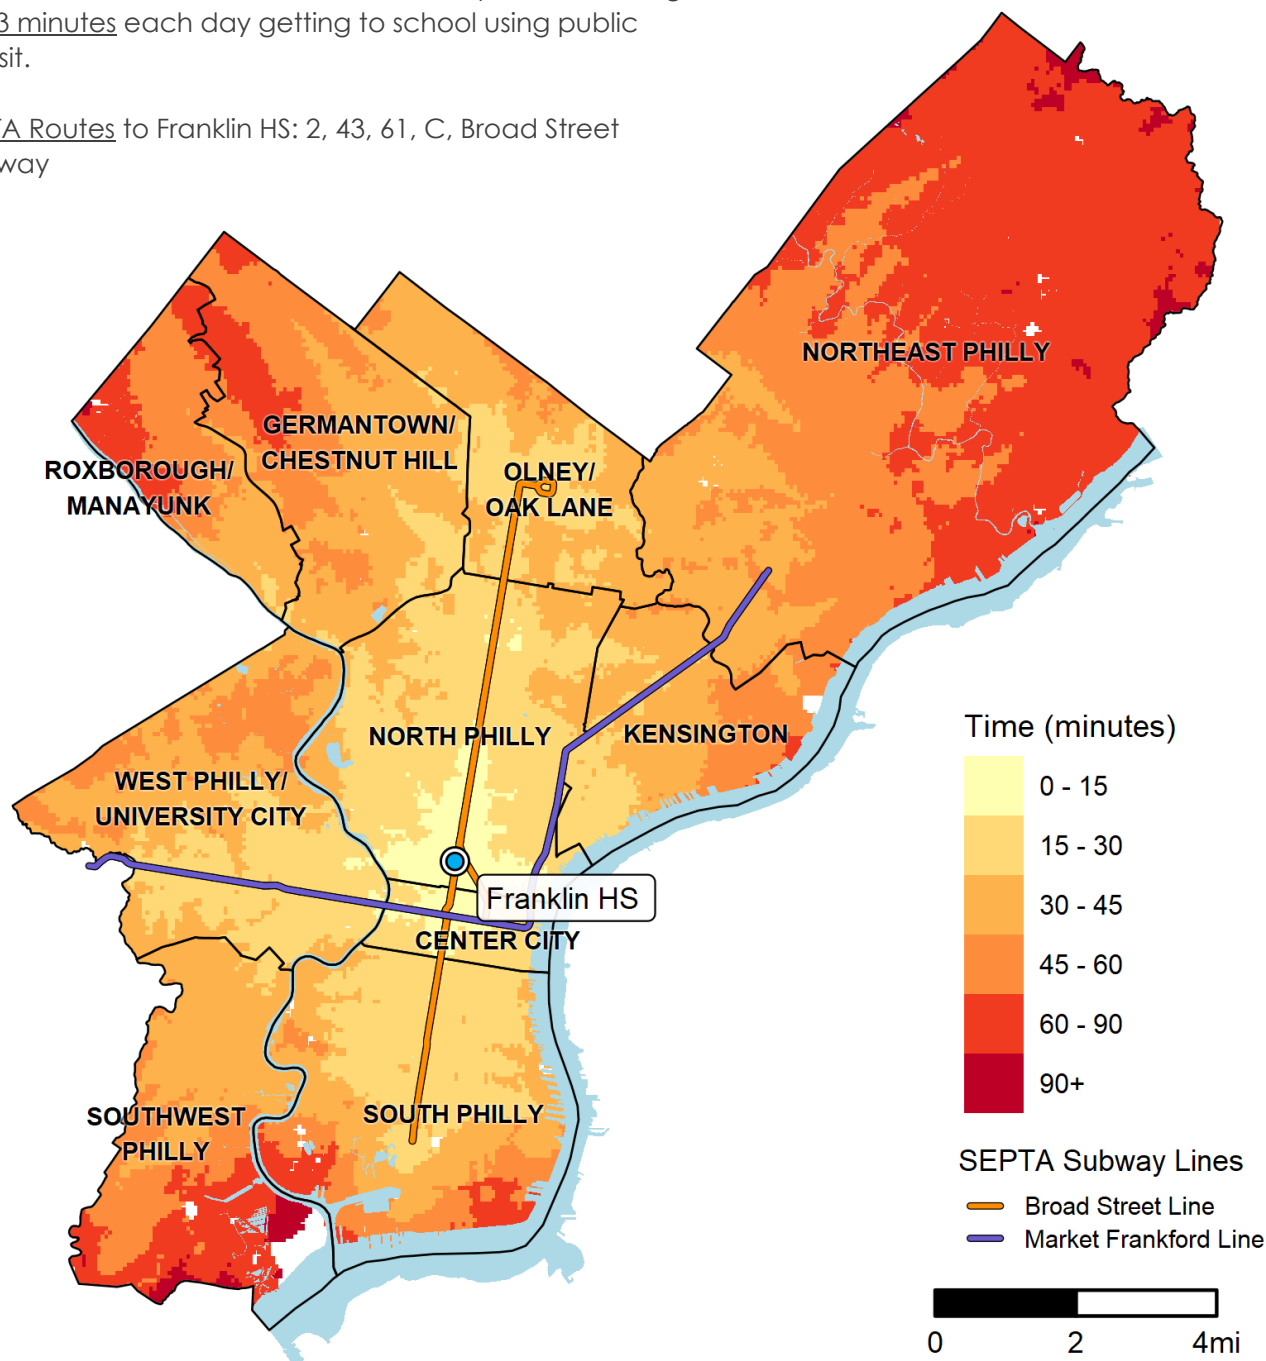 3 minutes each day getting to school using public
sit.
TA Routes to Franklin HS: 2, 43, 61, C, Broad Street
way
NORTHEAST PHILLY
GERMANTOWN/
CHESTNUT HILL
ROXBOROUGH/
MANAYUNK
OLNEY/
OAK LANE
NORTH PHILLY
KENSINGTON
WEST PHILLY/
UNIVERSITY CITY
Franklin HS
CENTER CITY
SOUTHWEST
PHILLY
SOUTH PHILLY
Time (minutes)
0 - 15
15 - 30
30 - 45
45 - 60
60 - 90
90+
SEPTA Subway Lines
Broad Street Line
Market Frankford Line
0 2 4mi